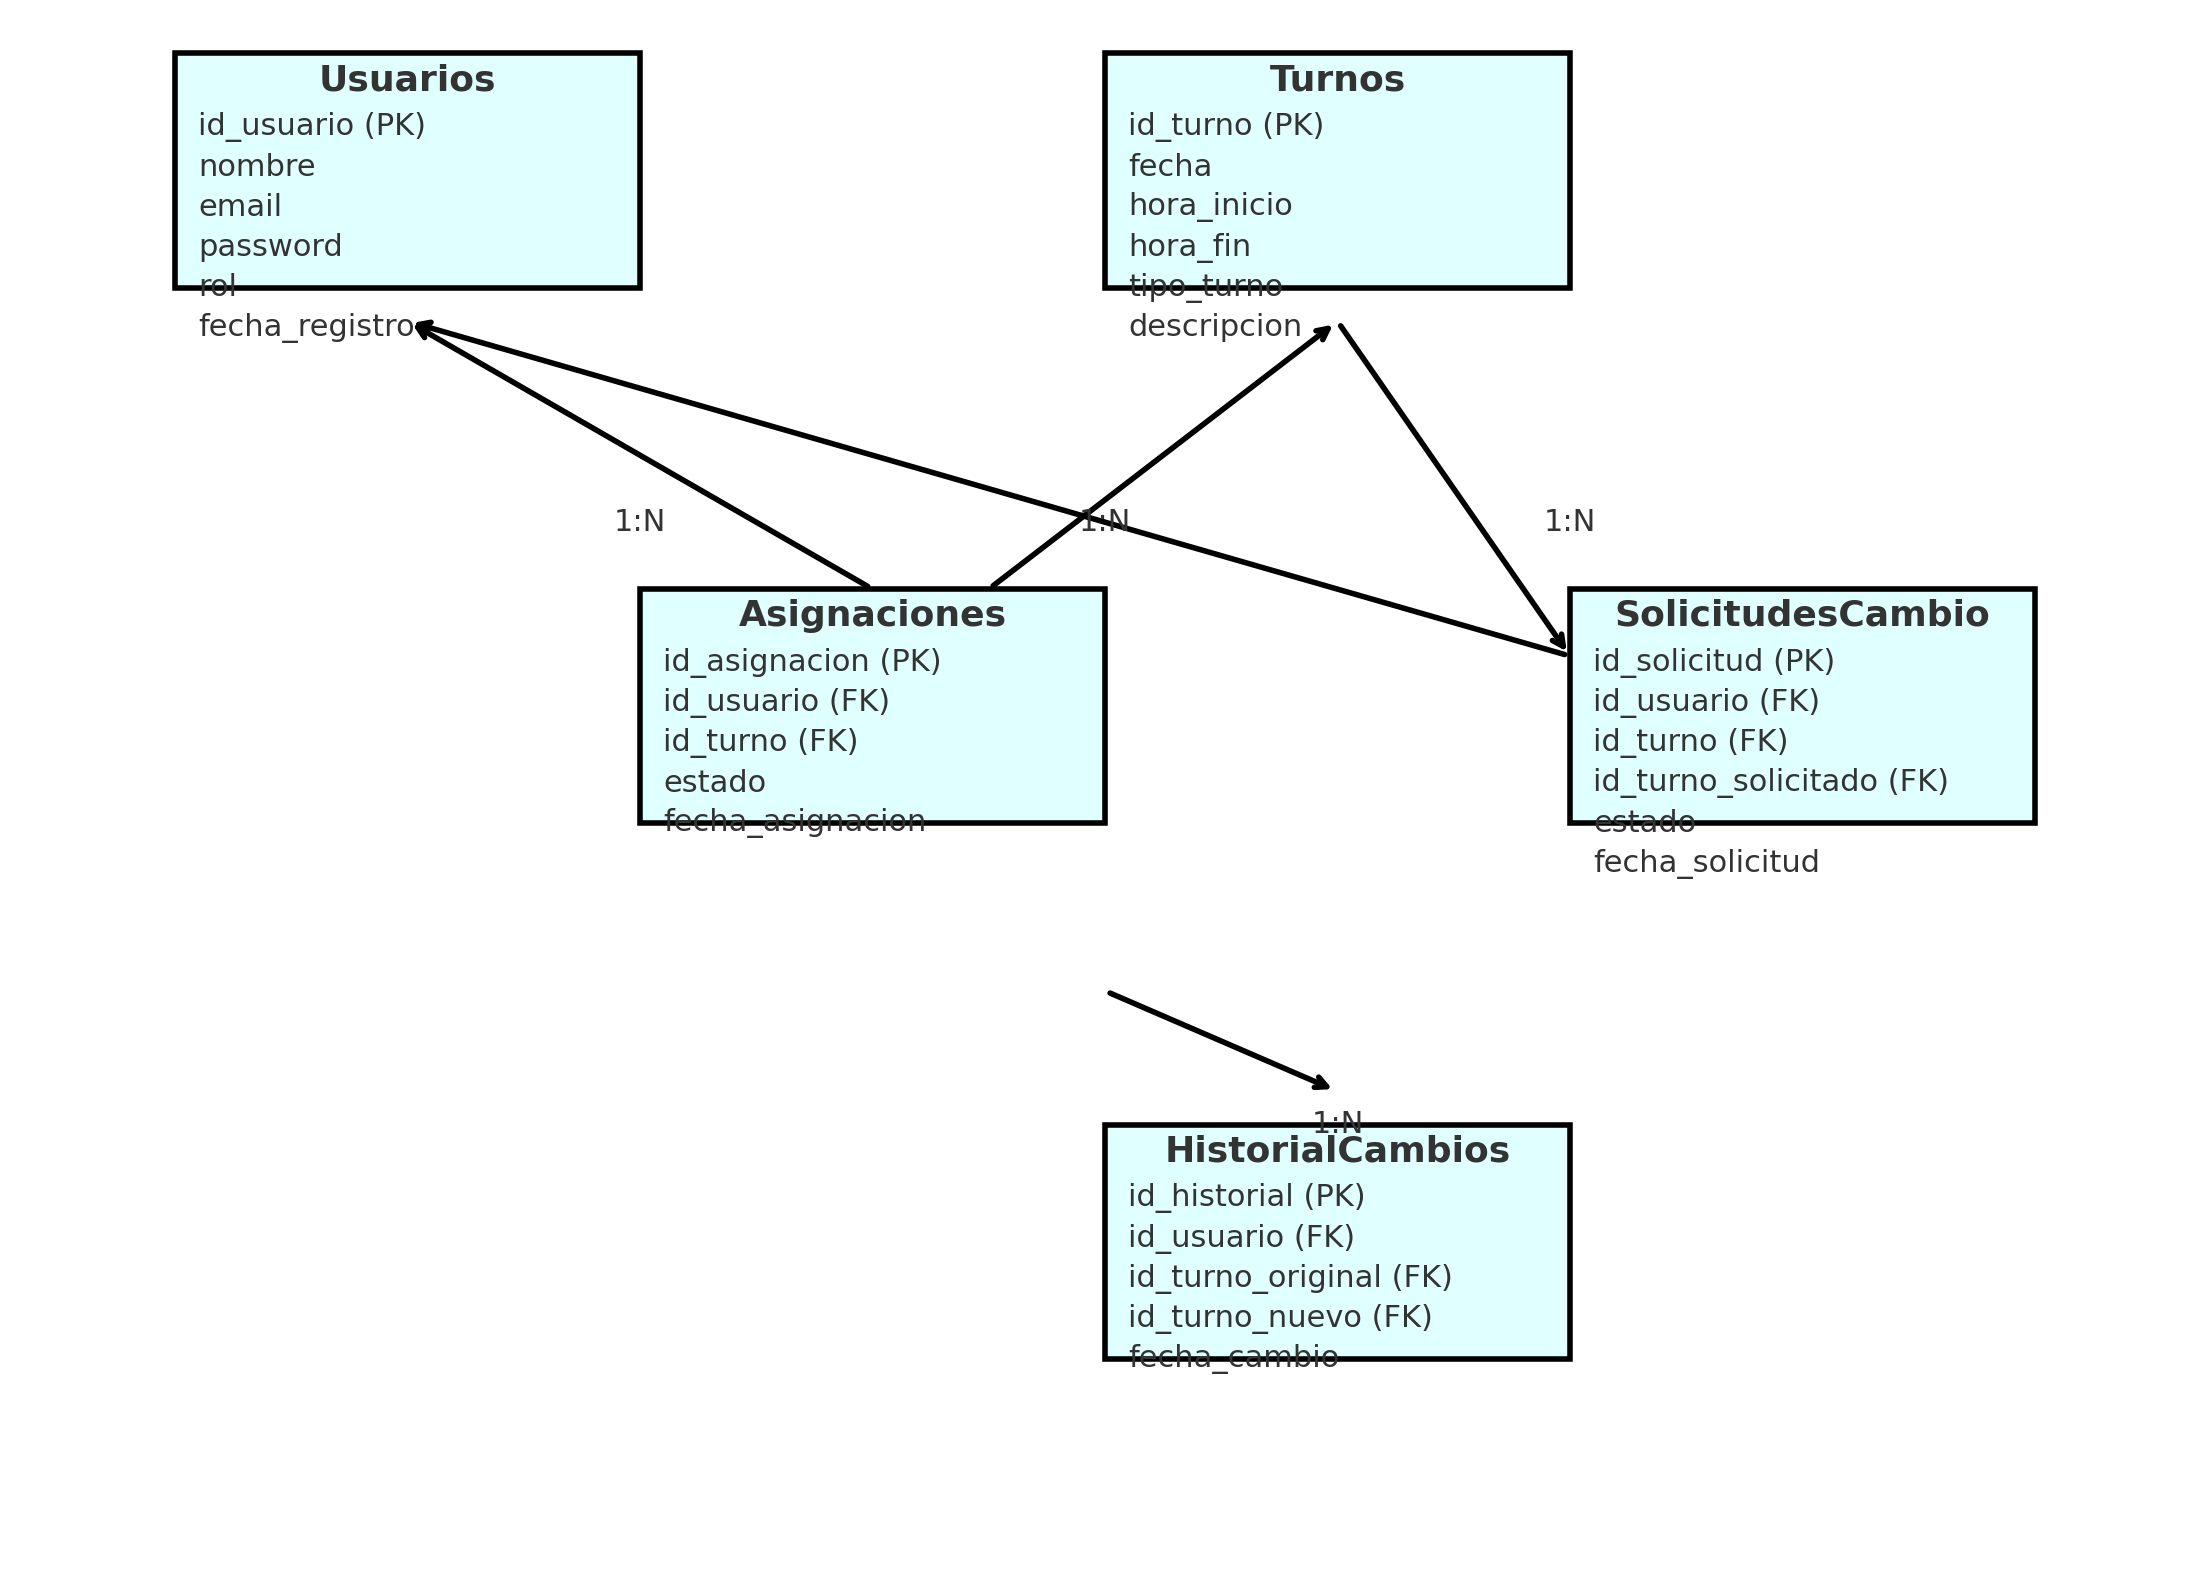 Usuarios
id_usuario (PK)
nombre
email
password
rol
fecha_registro
Turnos
id_turno (PK)
fecha
hora_inicio
hora_fin
tipo_turno
descripcion
1:N
1:N
1:N
Asignaciones
id_asignacion (PK)
id_usuario (FK)
id_turno (FK)
estado
fecha_asignacion
SolicitudesCambio
id_solicitud (PK)
id_usuario (FK)
id_turno (FK)
id_turno_solicitado (FK)
estado
fecha_solicitud
1:N
HistorialCambios
id_historial (PK)
id_usuario (FK)
id_turno_original (FK)
id_turno_nuevo (FK)
fecha_cambio